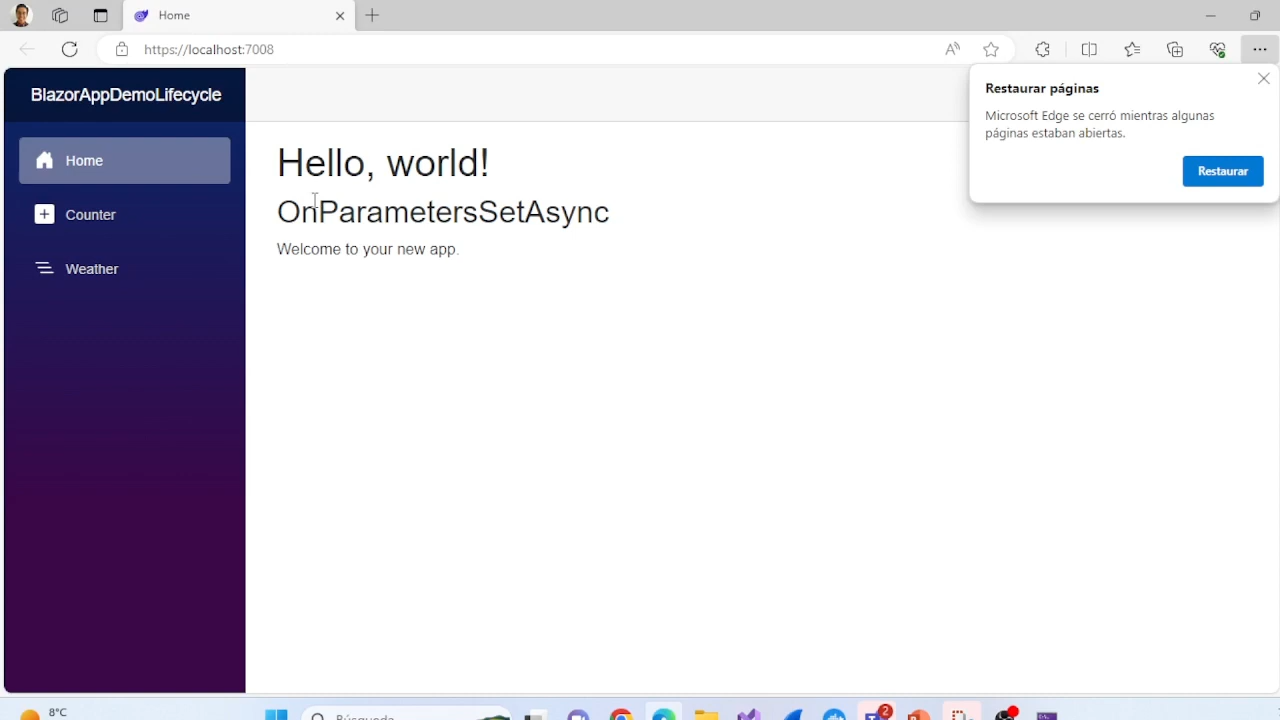 Home
https://localhost:7008
BlazorAppDemoLifecycle
Home
Counter
Weather
Hello, world!
OnParametersSetAsync
Welcome to your new app.
Restaurar páginas
Microsoft Edge se cerró mientras algunas
páginas estaban abiertas.
Restaurar
8°C
Búsqueda
2